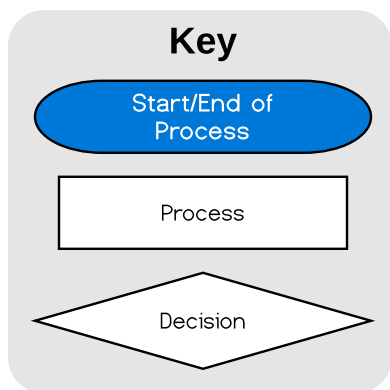 Key
Start/End of
Process
Process
Decision